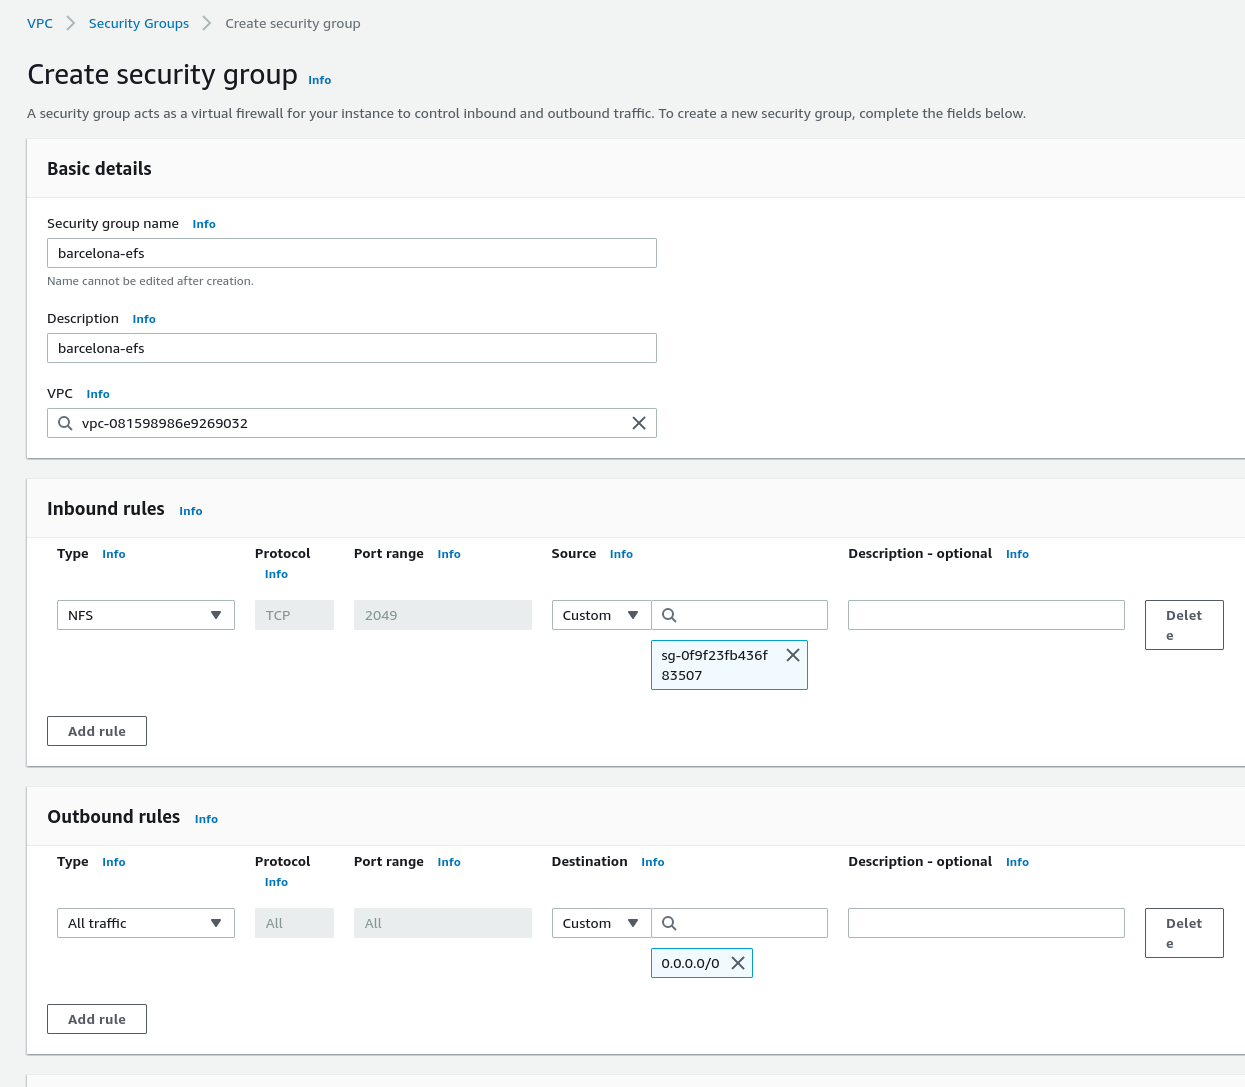 VPC > Security Groups > Create security group
Create security group Info
A security group acts as a virtual firewall for your instance to control inbound and outbound traffic. To create a new security group, complete the fields below.
Basic details
Security group name Info
barcelona-efs
Name cannot be edited after creation.
Description Info
barcelona-efs
VPC Info
vpc-081598986e9269032
Inbound rules Info
Type Info Protocol Info Port range Info Source Info Description - optional Info
NFS TCP 2049 Custom Delet
e
sg-0f9f23fb436f
83507
Add rule
Outbound rules Info
Type Info Protocol Info Port range Info Destination Info Description - optional Info
All traffic All All Custom Delet
e
0.0.0.0/0
Add rule